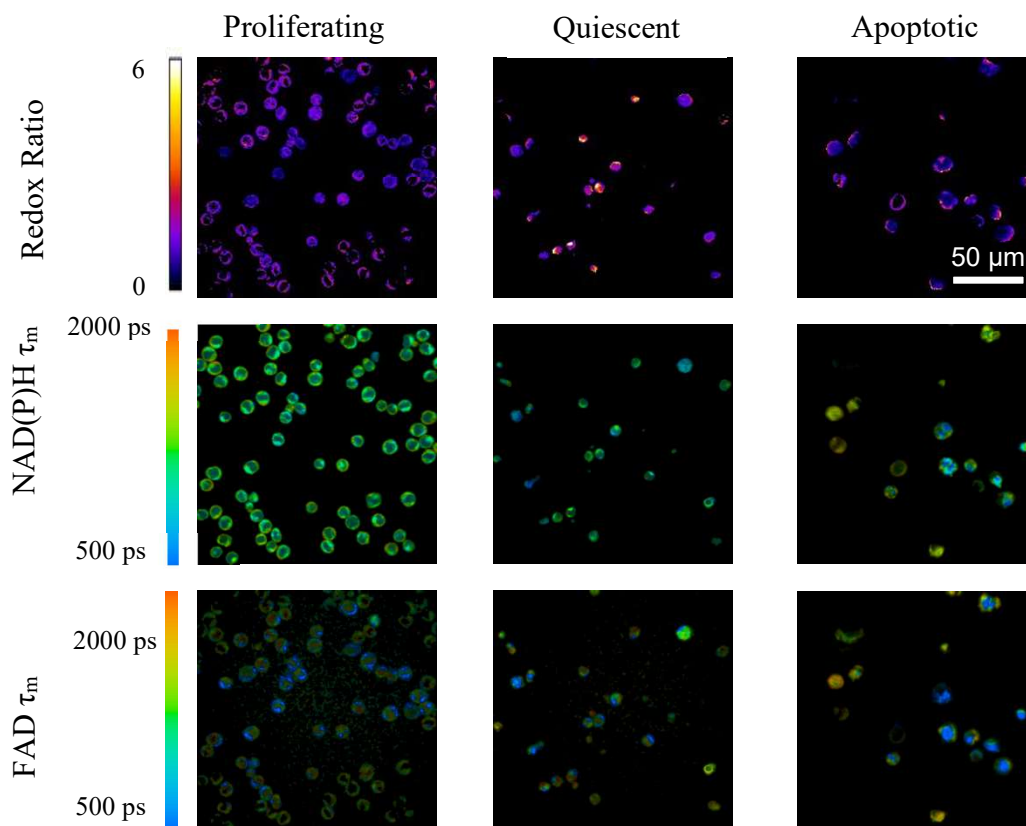 Proliferating
Quiescent
Apoptotic
Redox Ratio
6
0
50 µm
NAD(P)H τm
2000 ps
500 ps
FAD τm
2000 ps
500 ps